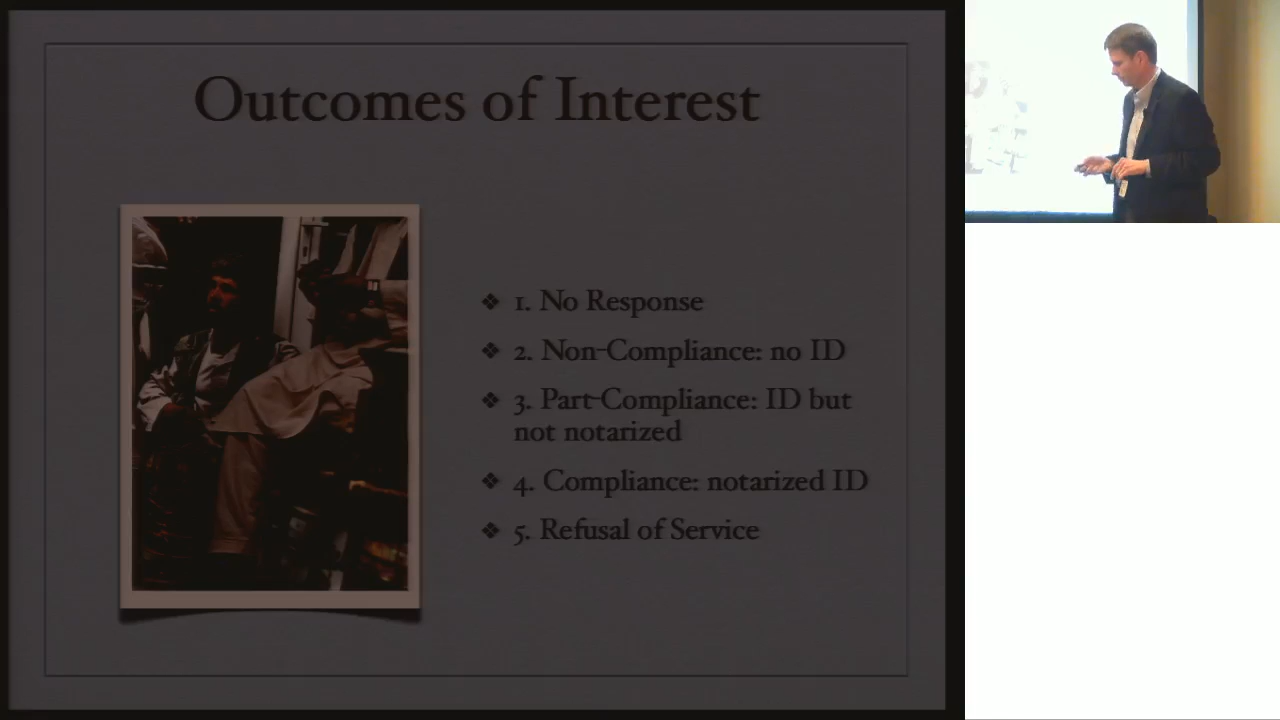 Outcomes of Interest
❖ 1. No Response
❖ 2. Non-Compliance: no ID
❖ 3. Part-Compliance: ID but
not notarized
❖ 4. Compliance: notarized ID
❖ 5. Refusal of Service